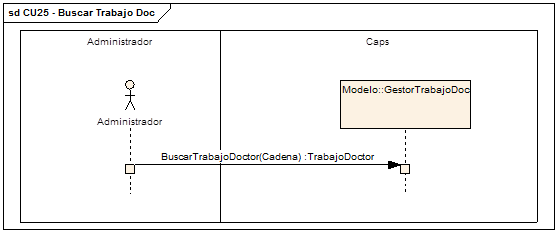 sd CU25 - Buscar Trabajo Doc
Administrador
Caps
Modelo::GestorTrabajoDoc
Administrador
BuscarTrabajoDoctor(Cadena) :TrabajoDoctor